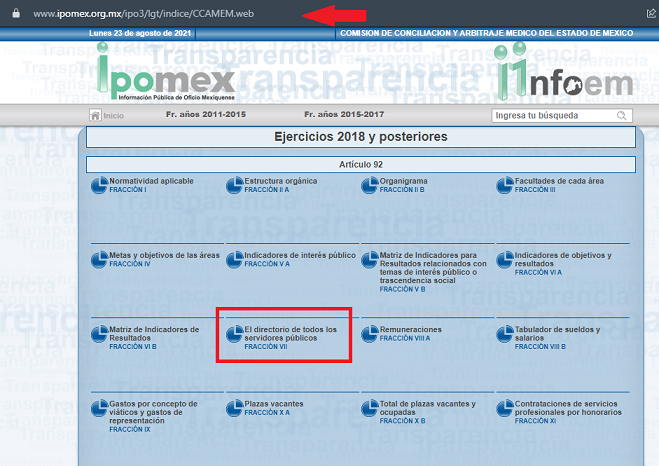 www.ipomex.org.mx/ipo3/lgt/indice/CCAMEM.web
Lunes 23 de agosto de 2021
COMISION DE CONCILIACION Y ARBITRAJE MEDICO DEL ESTADO DE MEXICO
Transparencia
ipomex
Información Pública de Oficio Mexiquense
infoem
Inicio
Fr. años 2011-2015
Fr. años 2015-2017
Ingresa tu búsqueda
Ejercicios 2018 y posteriores
Artículo 92
Normatividad aplicable
FRACCIÓN I
Estructura orgánica
FRACCIÓN II A
Organigrama
FRACCIÓN II B
Facultades de cada área
FRACCIÓN III
Metas y objetivos de las áreas
FRACCIÓN IV
Indicadores de interés público
FRACCIÓN V A
Matriz de Indicadores para
Resultados relacionados con
temas de interés público o
trascendencia social
FRACCIÓN V B
Indicadores de objetivos y
resultados
FRACCIÓN VI A
Matriz de Indicadores de
Resultados
FRACCIÓN VI B
El directorio de todos los
servidores públicos
FRACCIÓN VII
Remuneraciones
FRACCIÓN VIII A
Tabulador de sueldos y
salarios
FRACCIÓN VIII B
Gastos por concepto de
viáticos y gastos de
representación
FRACCIÓN IX
Plazas vacantes
FRACCIÓN X A
Total de plazas vacantes y
ocupadas
FRACCIÓN X B
Contrataciones de servicios
profesionales por honorarios
FRACCIÓN XI